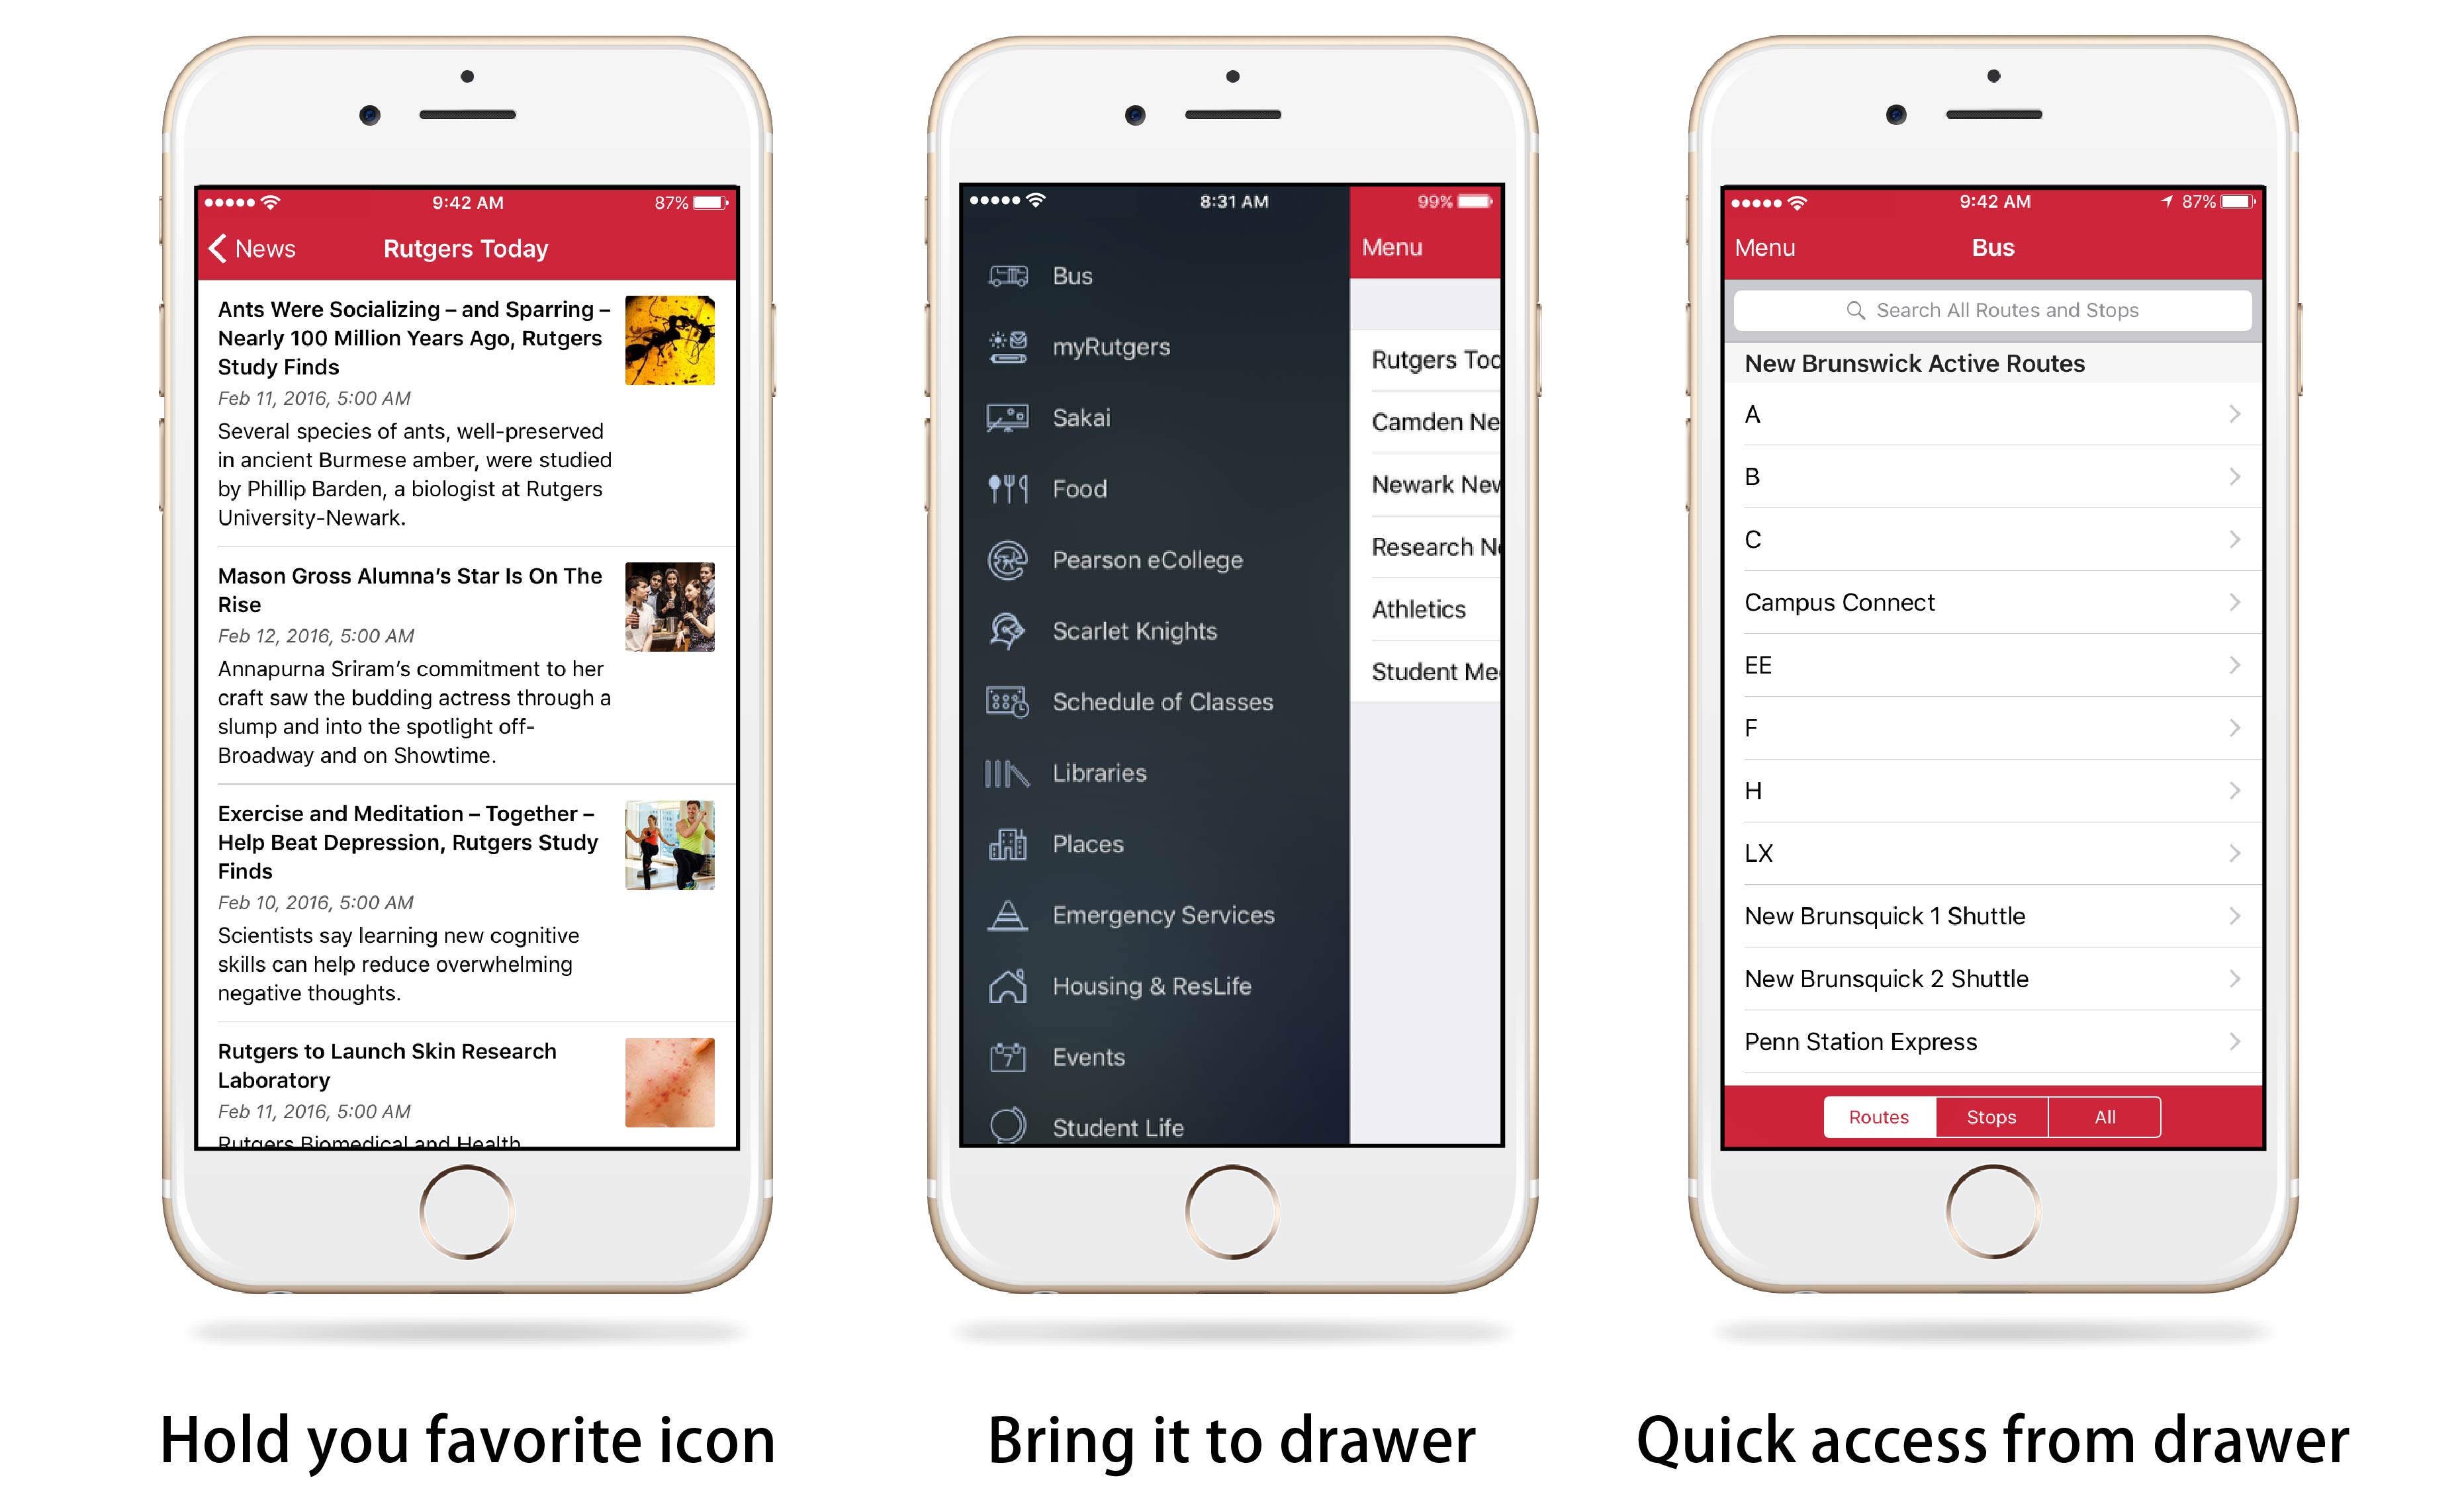 9:42 AM
87%
News
Rutgers Today
Ants Were Socializing – and Sparring –
Nearly 100 Million Years Ago, Rutgers
Study Finds
Feb 11, 2016, 5:00 AM
Several species of ants, well-preserved
in ancient Burmese amber, were studied
by Phillip Barden, a biologist at Rutgers
University-Newark.
Mason Gross Alumna's Star Is On The
Rise
Feb 12, 2016, 5:00 AM
Annapurna Sriram's commitment to her
craft saw the budding actress through a
slump and into the spotlight off-
Broadway and on Showtime.
Exercise and Meditation – Together –
Help Beat Depression, Rutgers Study
Finds
Feb 10, 2016, 5:00 AM
Scientists say learning new cognitive
skills can help reduce overwhelming
negative thoughts.
Rutgers to Launch Skin Research
Laboratory
Feb 11, 2016, 5:00 AM
Rutgers Biomedical and Health
Hold you favorite icon
8:31 AM
99%
Bus
myRutgers
Sakai
Food
Pearson eCollege
Scarlet Knights
Schedule of Classes
Libraries
Places
Emergency Services
Housing & ResLife
7
Events
Student Life
Menu
Rutgers Too
Camden Ne
Newark New
Research Ne
Athletics
Student Me
Bring it to drawer
9:42 AM
87%
Menu
Bus
Search All Routes and Stops
New Brunswick Active Routes
A
B
C
Campus Connect
EE
F
H
LX
New Brunsquick 1 Shuttle
New Brunsquick 2 Shuttle
Penn Station Express
Routes
Stops
All
Quick access from drawer